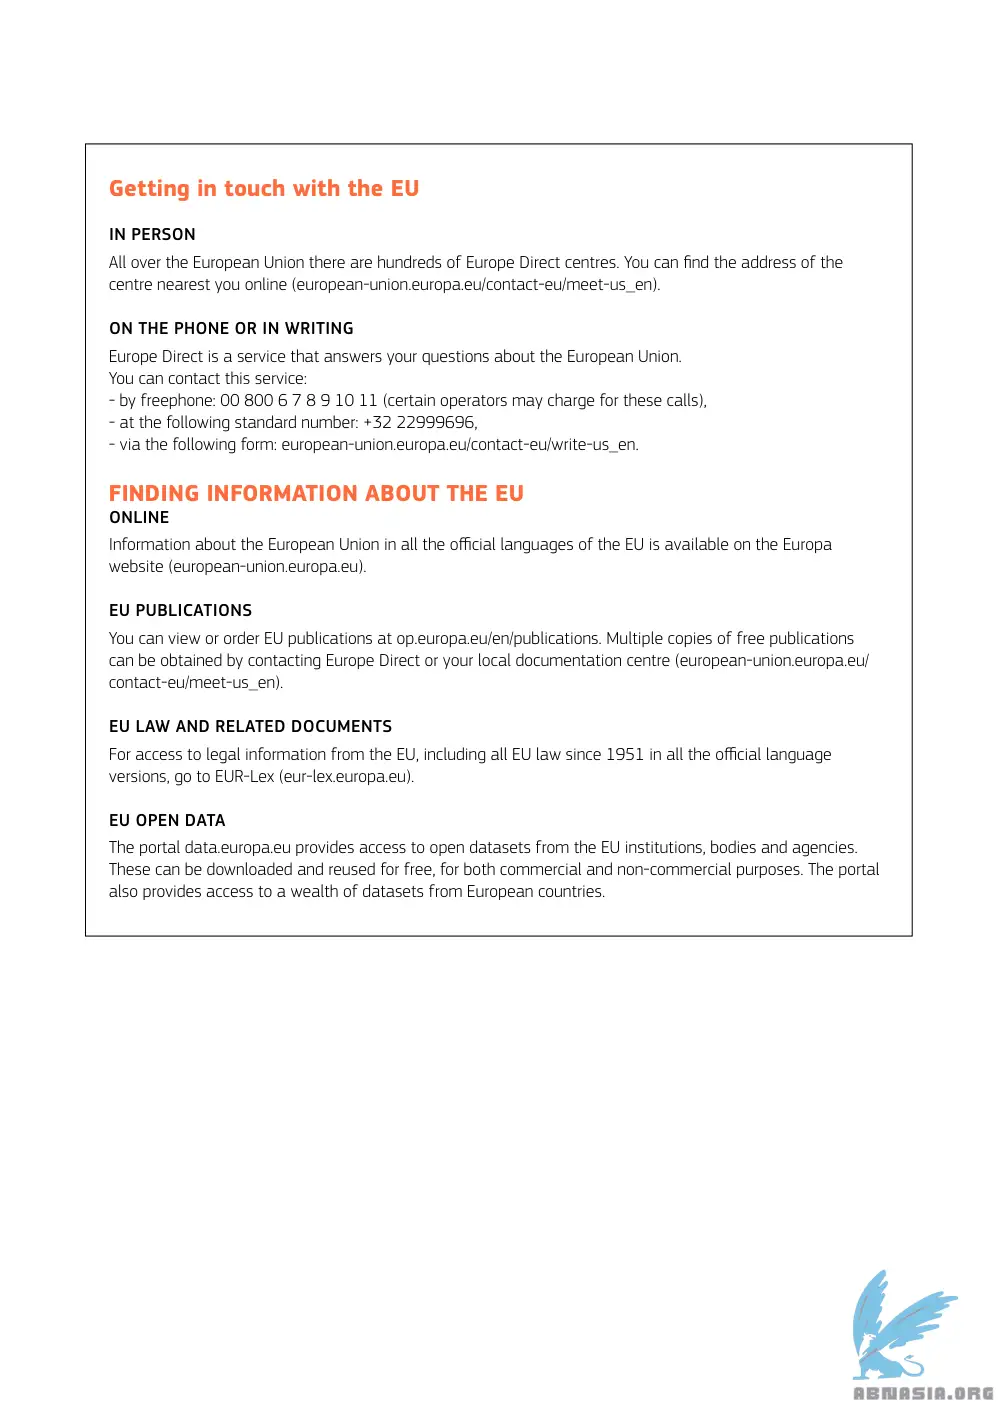 Getting in touch with the EU
IN PERSON
All over the European Union there are hundreds of Europe Direct centres. You can find the address of the
centre nearest you online (european-union.europa.eu/contact-eu/meet-us_en).
ON THE PHONE OR IN WRITING
Europe Direct is a service that answers your questions about the European Union.
You can contact this service:
- by freephone: 00 800 6 7 8 9 10 11 (certain operators may charge for these calls),
- at the following standard number: +32 22999696,
- via the following form: european-union.europa.eu/contact-eu/write-us_en.
FINDING INFORMATION ABOUT THE EU
ONLINE
Information about the European Union in all the official languages of the EU is available on the Europa
website (european-union.europa.eu).
EU PUBLICATIONS
You can view or order EU publications at op.europa.eu/en/publications. Multiple copies of free publications
can be obtained by contacting Europe Direct or your local documentation centre (european-union.europa.eu/
contact-eu/meet-us_en).
EU LAW AND RELATED DOCUMENTS
For access to legal information from the EU, including all EU law since 1951 in all the official language
versions, go to EUR-Lex (eur-lex.europa.eu).
EU OPEN DATA
The portal data.europa.eu provides access to open datasets from the EU institutions, bodies and agencies.
These can be downloaded and reused for free, for both commercial and non-commercial purposes. The portal
also provides access to a wealth of datasets from European countries.
ABNASIA.ORG